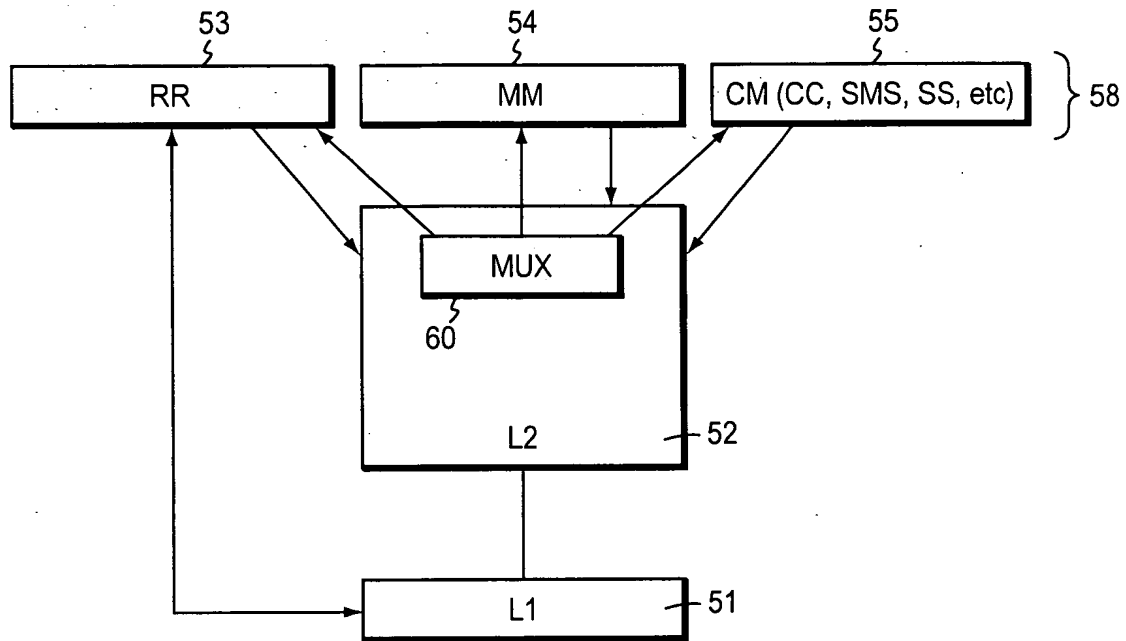 53
54
55
RR
MM
CM (CC, SMS, SS, etc)
58
MUX
60
L2
52
L1
51